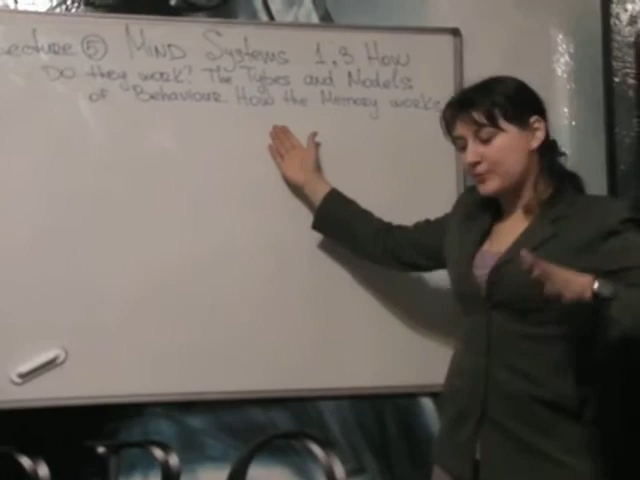 Lecture ⑤ Mind Systems 1.3 How
Do they work? The Types and Models
of Behaviour. How the Memory works